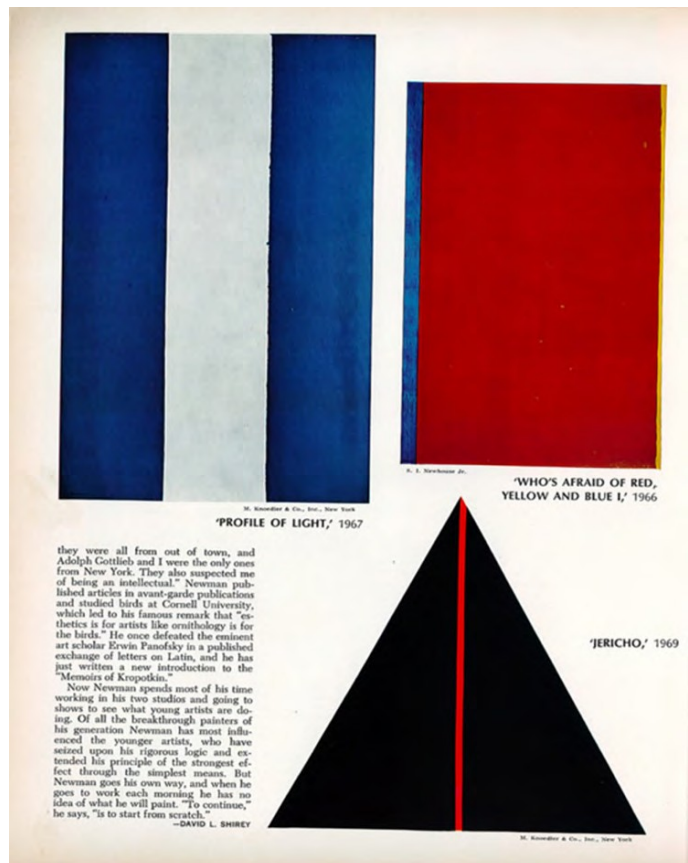 S. I. Newhouse Jr.
'WHO'S AFRAID OF RED,
YELLOW AND BLUE I,' 1966
M. Knoedler & Co., Inc., New York
'PROFILE OF LIGHT,' 1967
they were all from out of town, and
Adolph Gottlieb and I were the only ones
from New York. They also suspected me
of being an intellectual." Newman pub-
lished articles in avant-garde publications
and studied birds at Cornell University,
which led to his famous remark that "es-
thetics is for artists like ornithology is for
the birds." He once defeated the eminent
art scholar Erwin Panofsky in a published
exchange of letters on Latin, and he has
just written a new introduction to the
"Memoirs of Kropotkin."
Now Newman spends most of his time
working in his two studios and going to
shows to see what young artists are do-
ing. Of all the breakthrough painters of
his generation Newman has most influ-
enced the younger artists, who have
seized upon his rigorous logic and ex-
tended his principle of the strongest ef-
fect through the simplest means. But
Newman goes his own way, and when he
goes to work each morning he has no
idea of what he will paint. "To continue,"
he says, "is to start from scratch."
—DAVID L. SHIREY
'JERICHO,' 1969
M. Knoedler & Co., Inc., New York